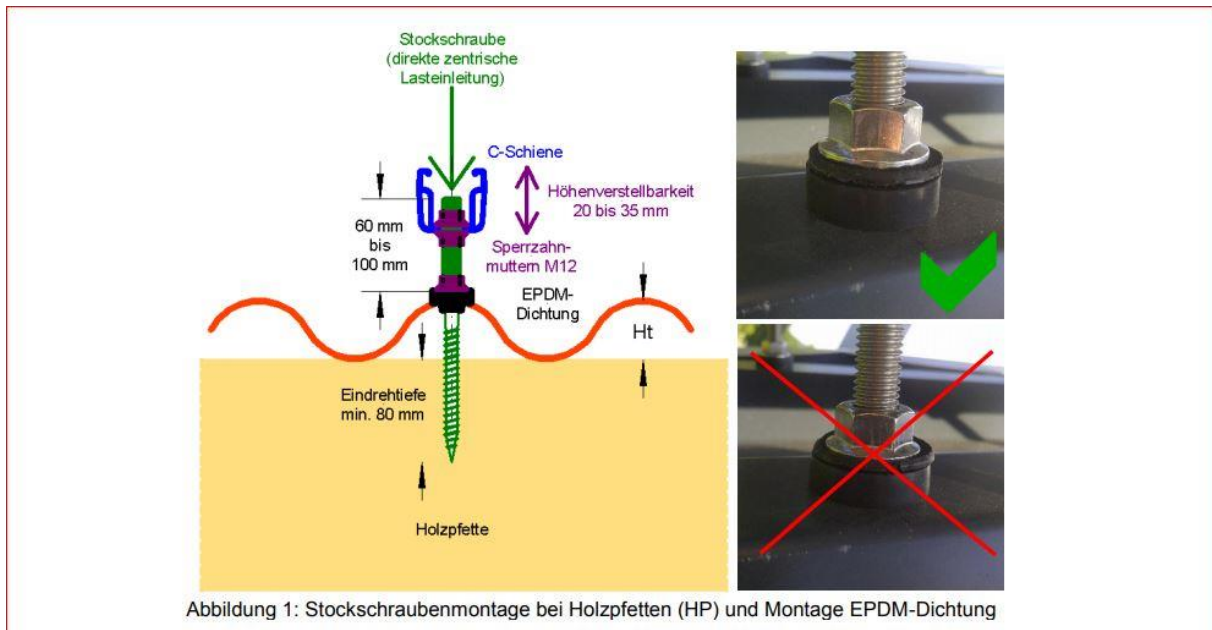 Stockschraube
(direkte zentrische
Lasteinleitung)
C-Schiene
Höhenverstellbarkeit
20 bis 35 mm
60 mm
bis
100 mm
Sperrzahn-
muttern M12
EPDM-
Dichtung
Ht
Eindrehtiefe
min. 80 mm
Holzpfette
Abbildung 1: Stockschraubenmontage bei Holzpfetten (HP) und Montage EPDM-Dichtung